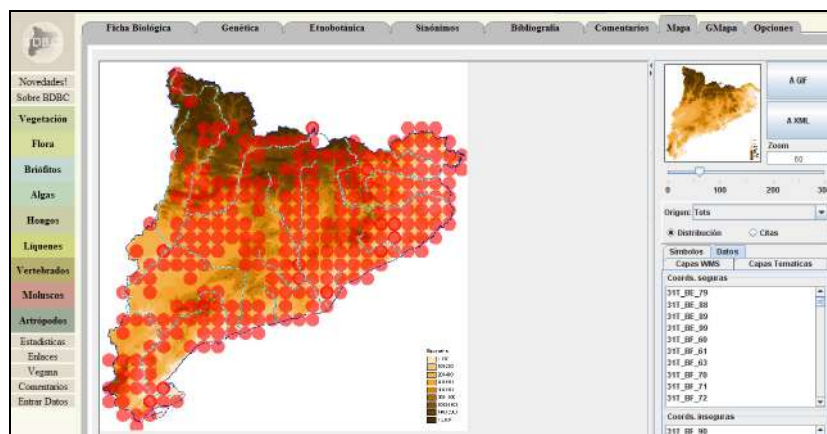 Ficha Biológica
Genética
Etnobotánica
Sinónimos
Bibliografía
Comentarios
Mapa
GMapa
Opciones
Novedades!
Sobre BDBC
Vegetación
Flora
Briófitos
Algas
Hongos
Líquenes
Vertebrados
Moluscos
Artrópodos
Estadísticas
Enlaces
Vegana
Comentarios
Entrar Datos
A GIF
A XML
Zoom
60
0 100 200 300
Origen: Tots
Distribución Citas
Símbolos Datos
Capas WMS Capas Temáticas
Coords. seguras
31T_BE_79
31T_BE_88
31T_BE_89
31T_BE_99
31T_BF_60
31T_BF_61
31T_BF_63
31T_BF_70
31T_BF_71
31T_BF_72
Coords. inseguras
31T_BF_90